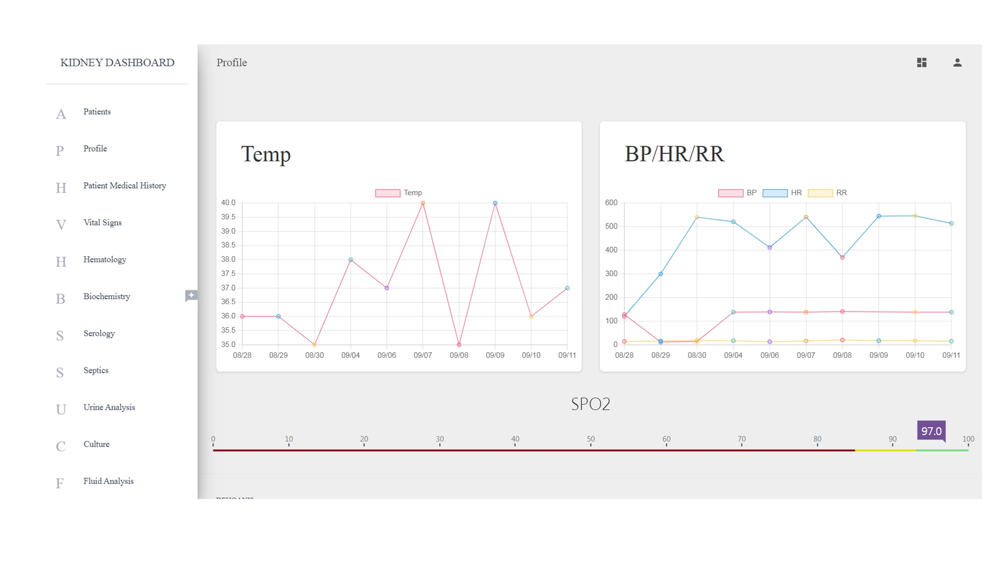 KIDNEY DASHBOARD
Profile
A Patients
P Profile
H Patient Medical History
V Vital Signs
H Hematology
B Biochemistry
S Serology
S Septics
U Urine Analysis
C Culture
F Fluid Analysis
Temp
Temp
40.0
39.5
39.0
38.5
38.0
37.5
37.0
36.5
36.0
35.5
35.0
08/28 08/29 08/30 09/04 09/06 09/07 09/08 09/09 09/10 09/11
BP/HR/RR
BP HR RR
600
500
400
300
200
100
0
08/28 08/29 08/30 09/04 09/06 09/07 09/08 09/09 09/10 09/11
SPO2
97.0
0 10 20 30 40 50 60 70 80 90 100